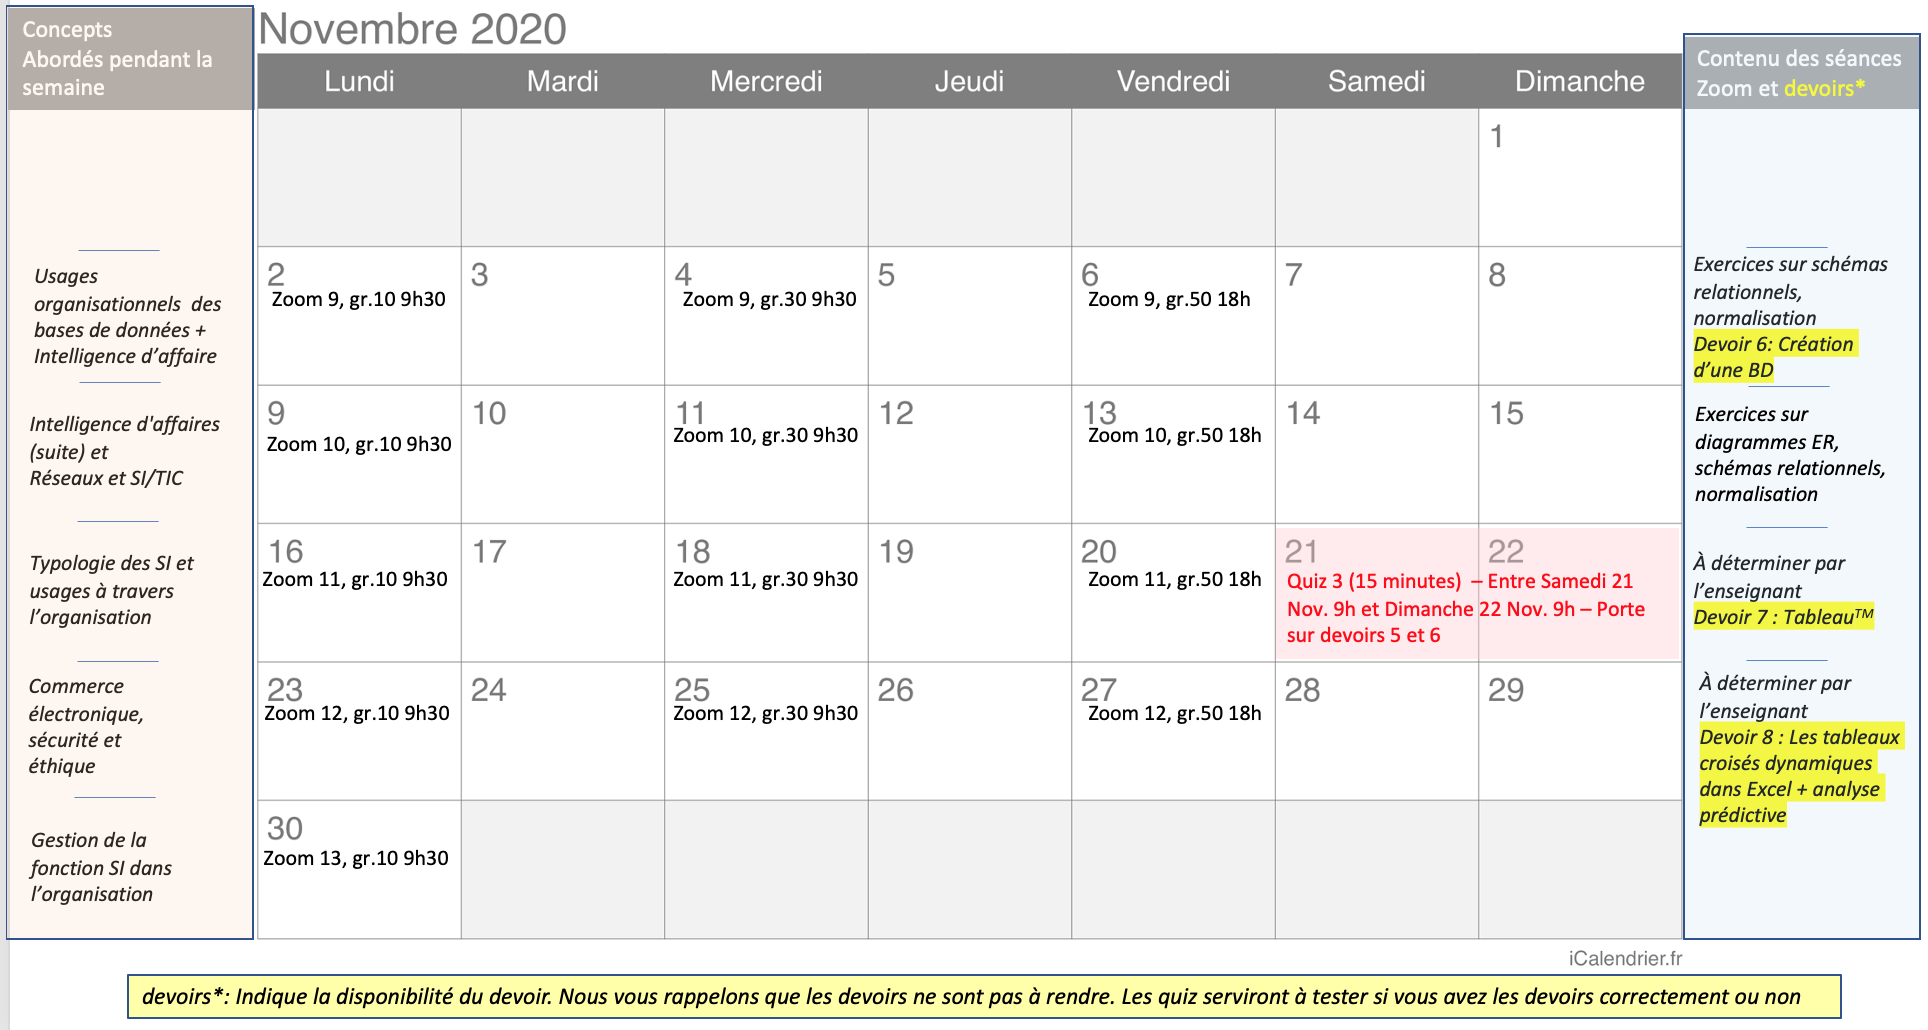 Concepts
Abordés pendant la
semaine
Novembre 2020
Contenu des séances
Zoom et devoirs*
Lundi Mardi Mercredi Jeudi Vendredi Samedi Dimanche
1
Usages
organisationnels des
bases de données +
Intelligence d’affaire
2 3 4 5 6 7 8
Zoom 9, gr.10 9h30
Zoom 9, gr.30 9h30
Zoom 9, gr.50 18h
Exercices sur schémas
relationnels,
normalisation
Devoir 6: Création
d’une BD
Intelligence d'affaires
(suite) et
Réseaux et SI/TIC
9 10 11 12 13 14 15
Zoom 10, gr.10 9h30
Zoom 10, gr.30 9h30
Zoom 10, gr.50 18h
Exercices sur
diagrammes ER,
schémas relationnels,
normalisation
Typologie des SI et
usages à travers
l’organisation
16 17 18 19 20 21 22
Zoom 11, gr.10 9h30
Zoom 11, gr.30 9h30
Zoom 11, gr.50 18h
Quiz 3 (15 minutes) – Entre Samedi 21
Nov. 9h et Dimanche 22 Nov. 9h – Porte
sur devoirs 5 et 6
À déterminer par
l’enseignant
Devoir 7 : Tableau™
Commerce
électronique,
sécurité et
éthique
23 24 25 26 27 28 29
Zoom 12, gr.10 9h30
Zoom 12, gr.30 9h30
Zoom 12, gr.50 18h
À déterminer par
l’enseignant
Devoir 8 : Les tableaux
croisés dynamiques
dans Excel + analyse
prédictive
Gestion de la
fonction SI dans
l’organisation
30
Zoom 13, gr.10 9h30
iCalendrier.fr
devoirs*: Indique la disponibilité du devoir. Nous vous rappelons que les devoirs ne sont pas à rendre. Les quiz serviront à tester si vous avez les devoirs correctement ou non